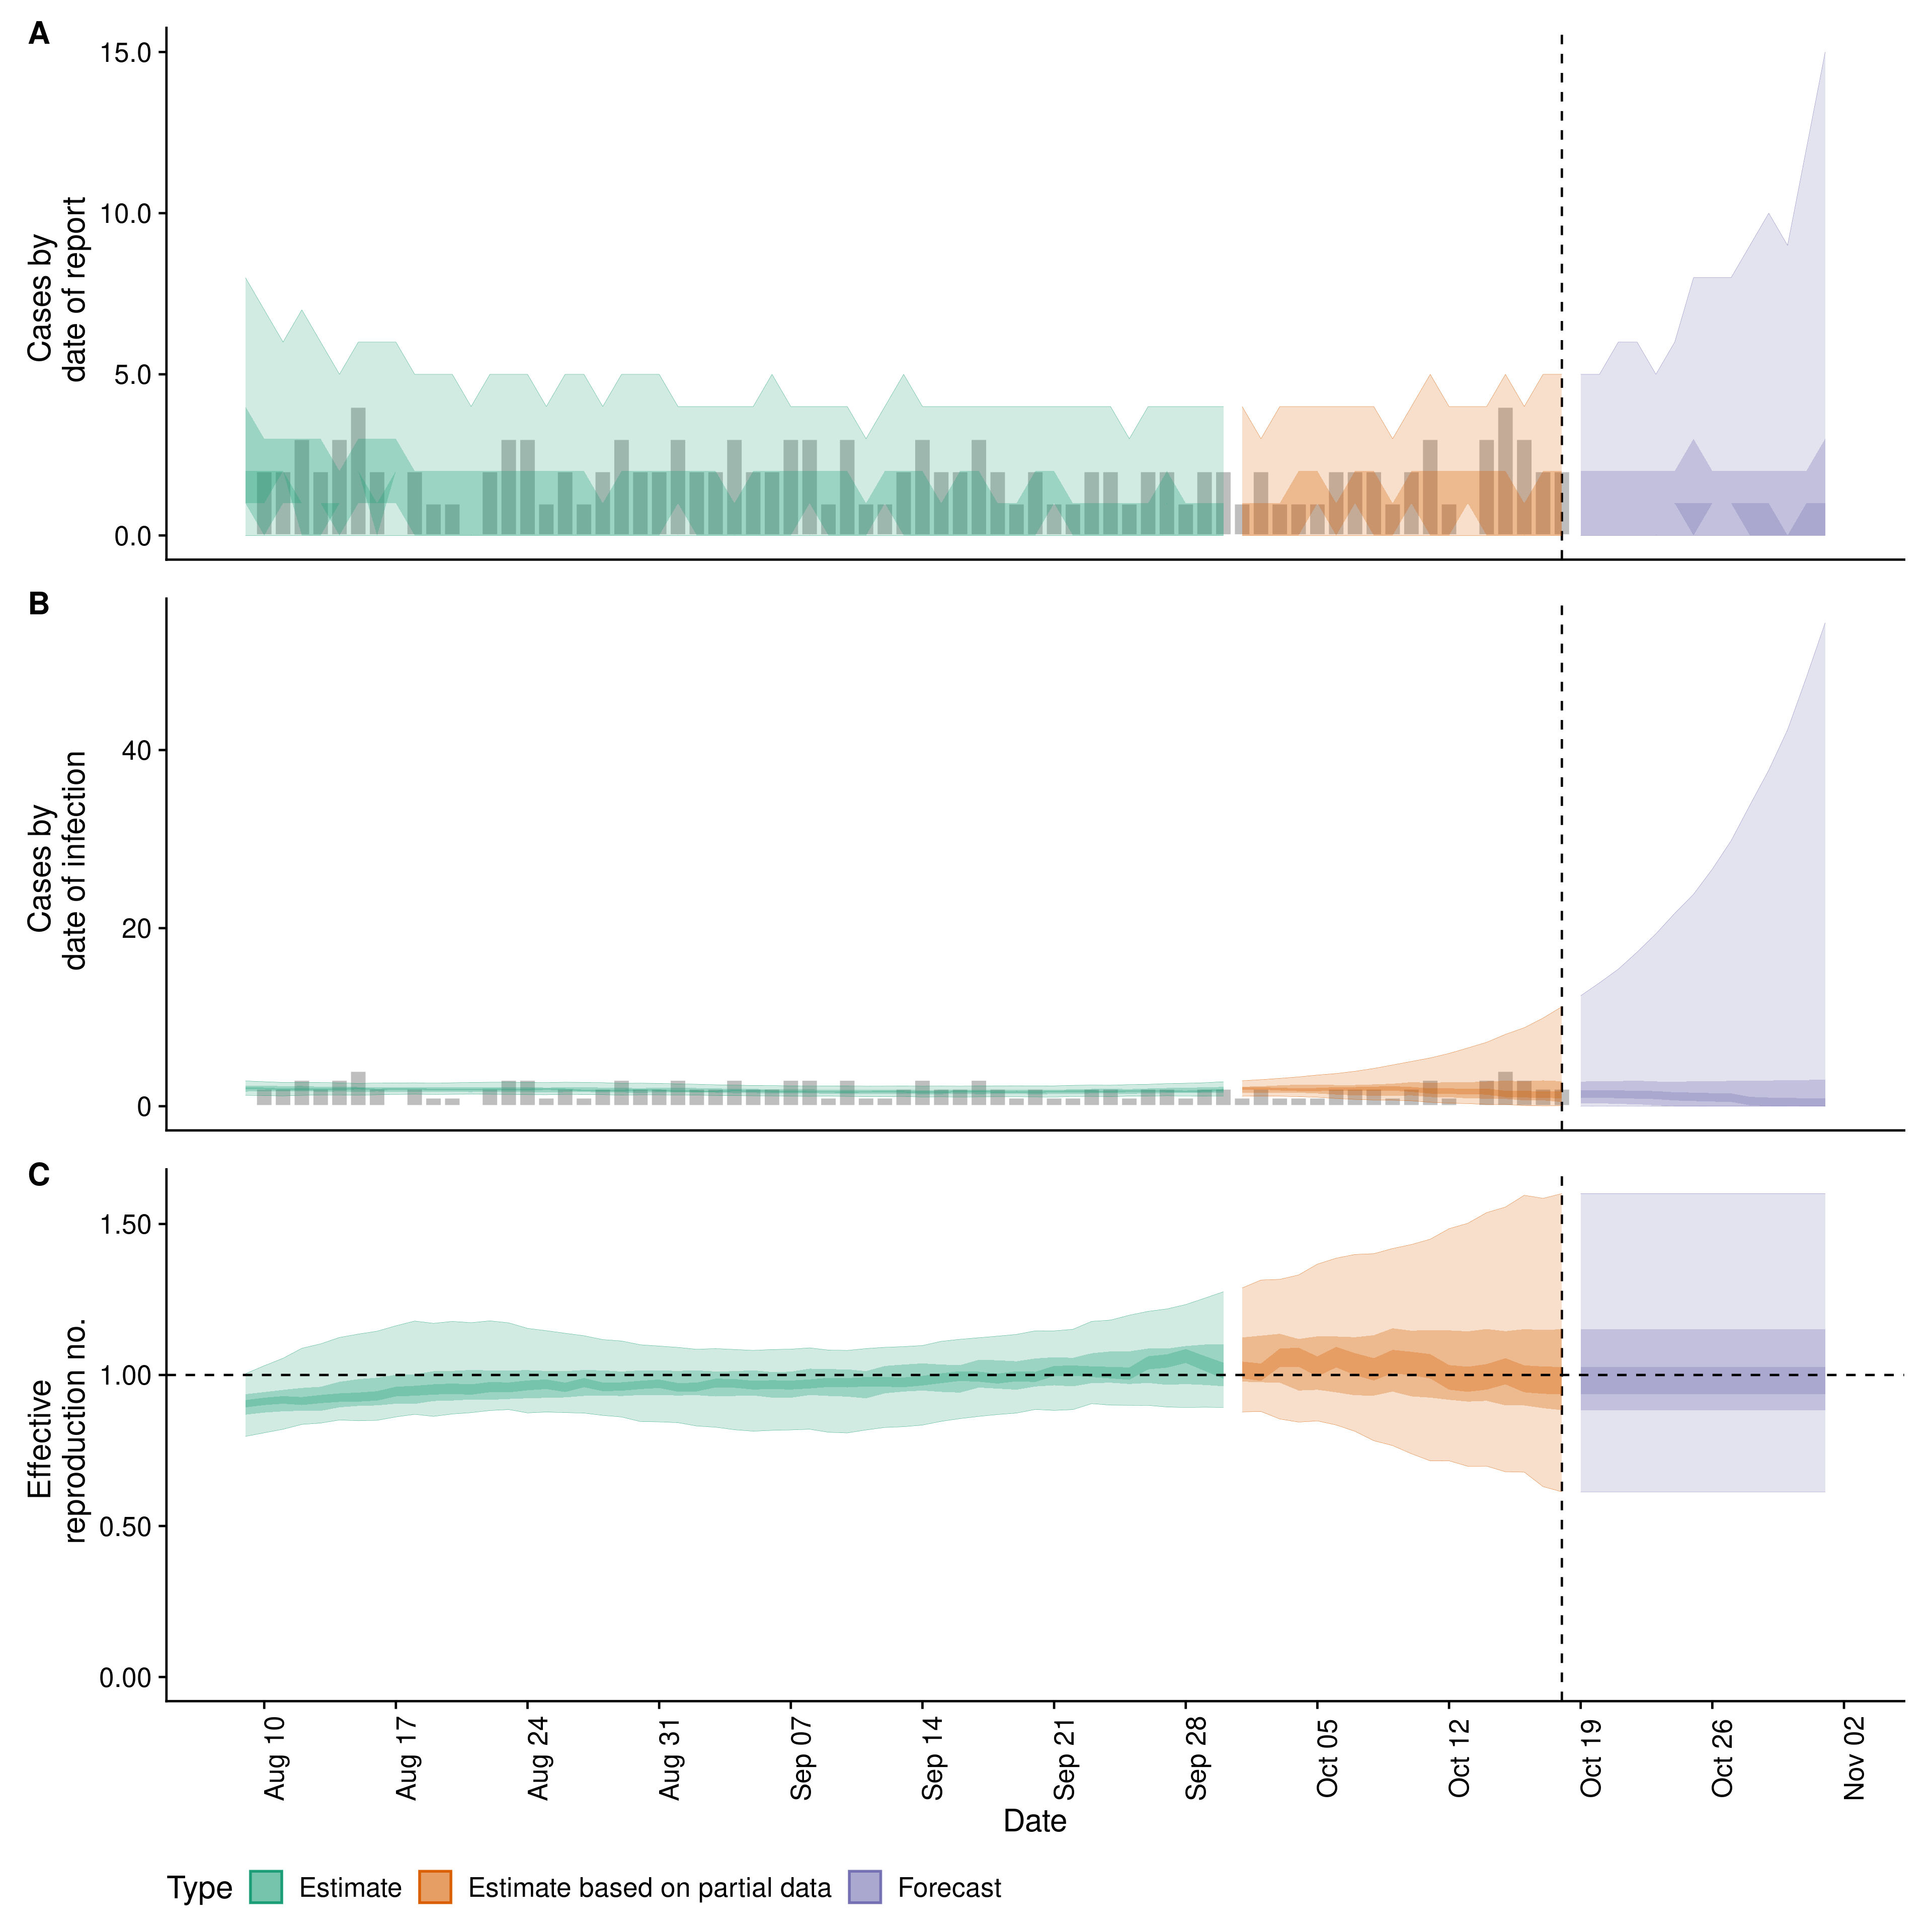 A
Cases by
date of report
15.0
10.0
5.0
0.0
B
Cases by
date of infection
40
20
0
C
Effective
reproduction no.
1.50
1.00
0.50
0.00
Aug 10
Aug 17
Aug 24
Aug 31
Sep 07
Sep 14
Sep 21
Sep 28
Oct 05
Oct 12
Oct 19
Oct 26
Nov 02
Date
Type Estimate Estimate based on partial data Forecast